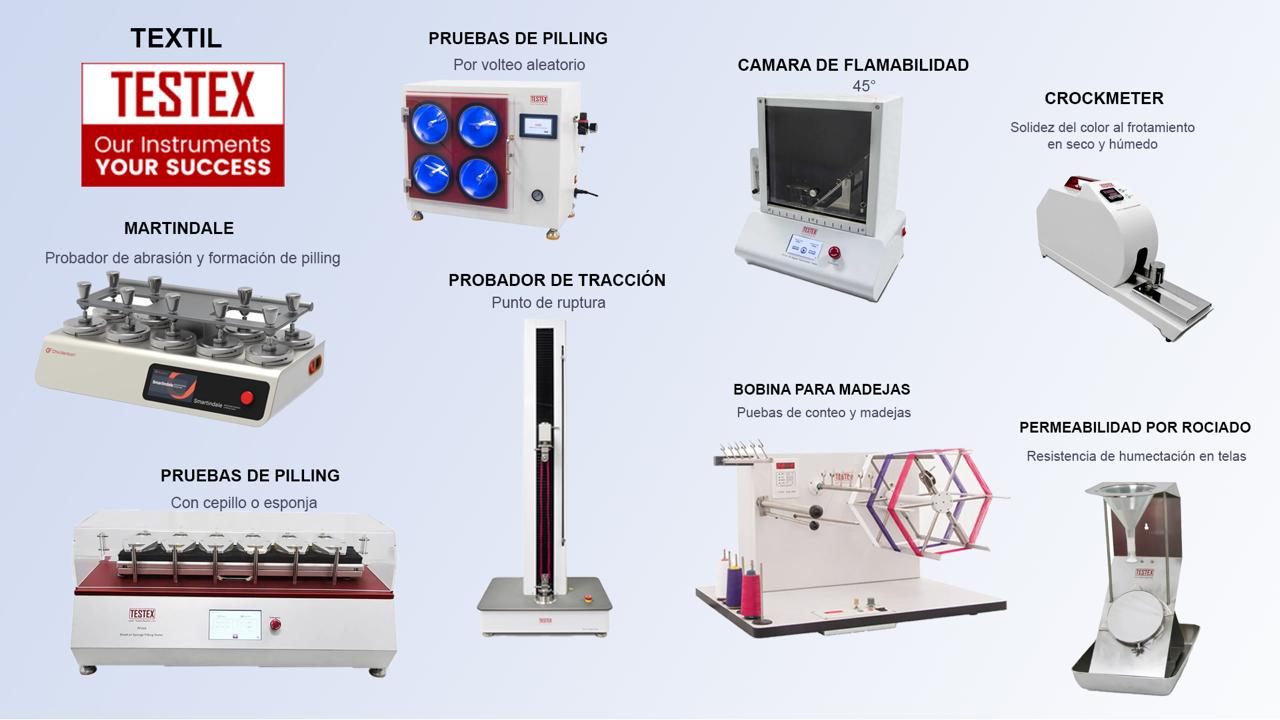 TEXTIL
TESTEX
Our Instruments
YOUR SUCCESS
MARTINDALE
Probador de abrasión y formación de pilling
Smartindale
Smartindale
PRUEBAS DE PILLING
Con cepillo o esponja
TESTEX
PRUEBAS DE PILLING
Por volteo aleatorio
TESTEX
PROBADOR DE TRACCIÓN
Punto de ruptura
TESTEX
CAMARA DE FLAMABILIDAD
45°
TESTEX
BOBINA PARA MADEJAS
Puebas de conteo y madejas
TESTEX
CROCKMETER
Solidez del color al frotamiento
en seco y húmedo
TESTEX
PERMEABILIDAD POR ROCIADO
Resistencia de humectación en telas
TESTEX